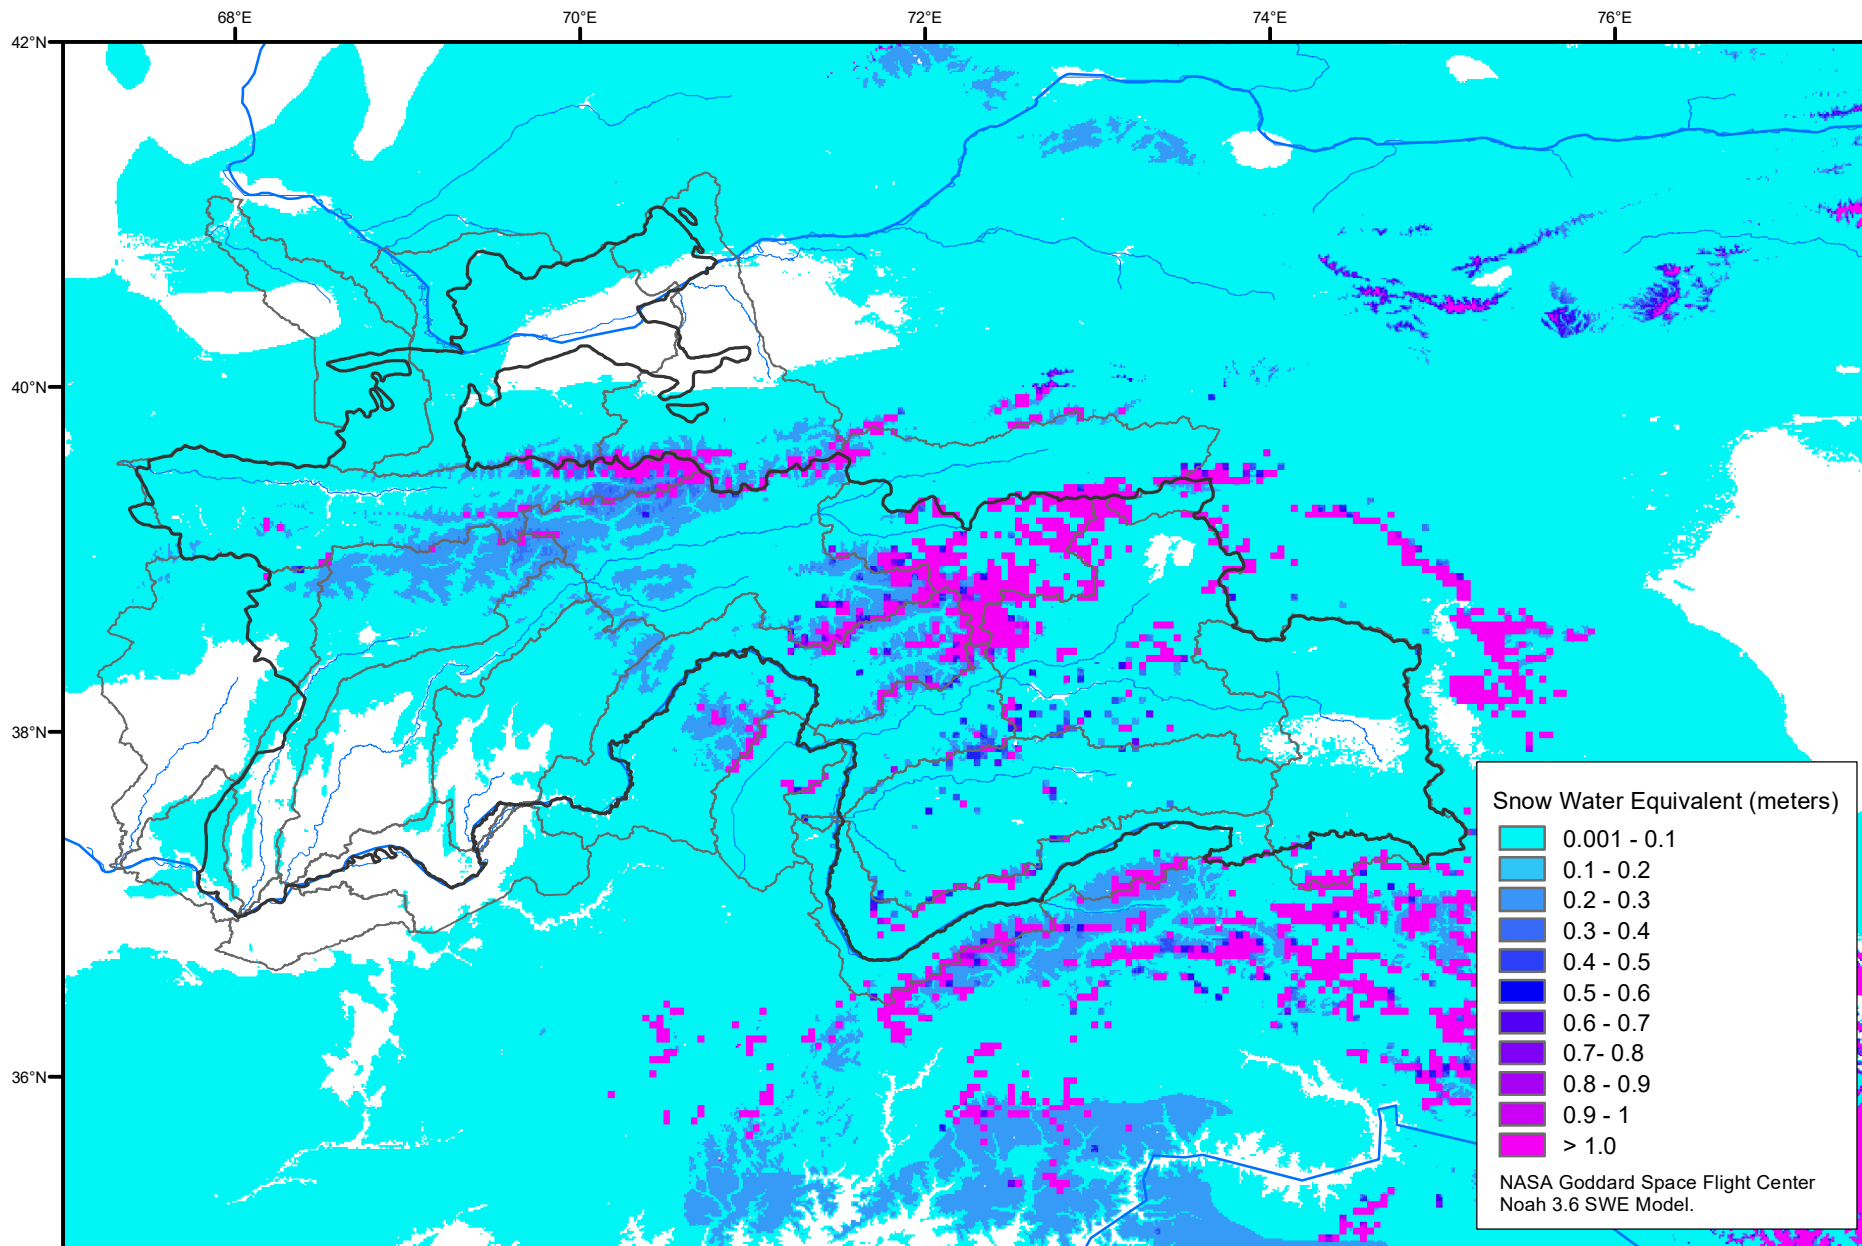 68°E
70°E
72°E
74°E
76°E
42°N
40°N
38°N
36°N
Snow Water Equivalent (meters)
0.001 - 0.1
0.1 - 0.2
0.2 - 0.3
0.3 - 0.4
0.4 - 0.5
0.5 - 0.6
0.6 - 0.7
0.7- 0.8
0.8 - 0.9
0.9 - 1
> 1.0
NASA Goddard Space Flight Center
Noah 3.6 SWE Model.